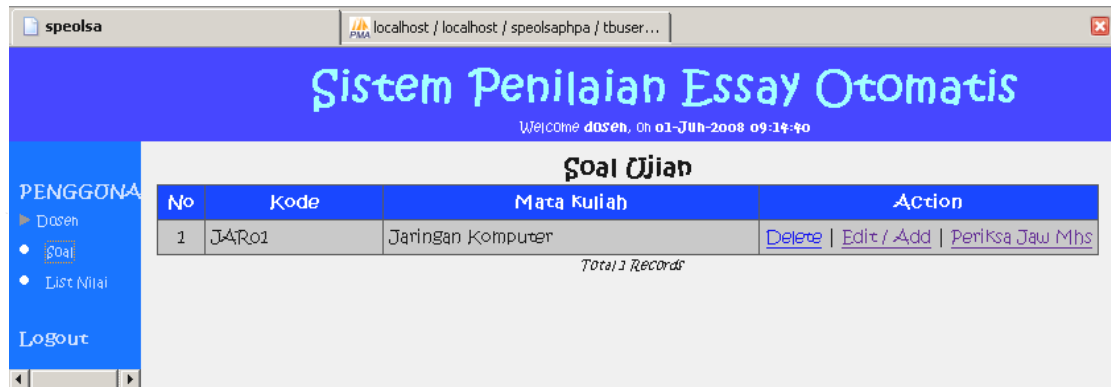 speolsa
PMA localhost / localhost / speolsaphpa / tbuser...
Sistem Penilaian Essay Otomatis
Welcome dosen, on 01-Jun-2008 09:14:40
PENGGUNA
Dosen
Soal
List Nilai
Logout
Soal Ujian
No Kode Mata Kuliah Action
1 JAR01 Jaringan Komputer Delete | Edit / Add | Periksa Jaw Mhs
Total 1 Records